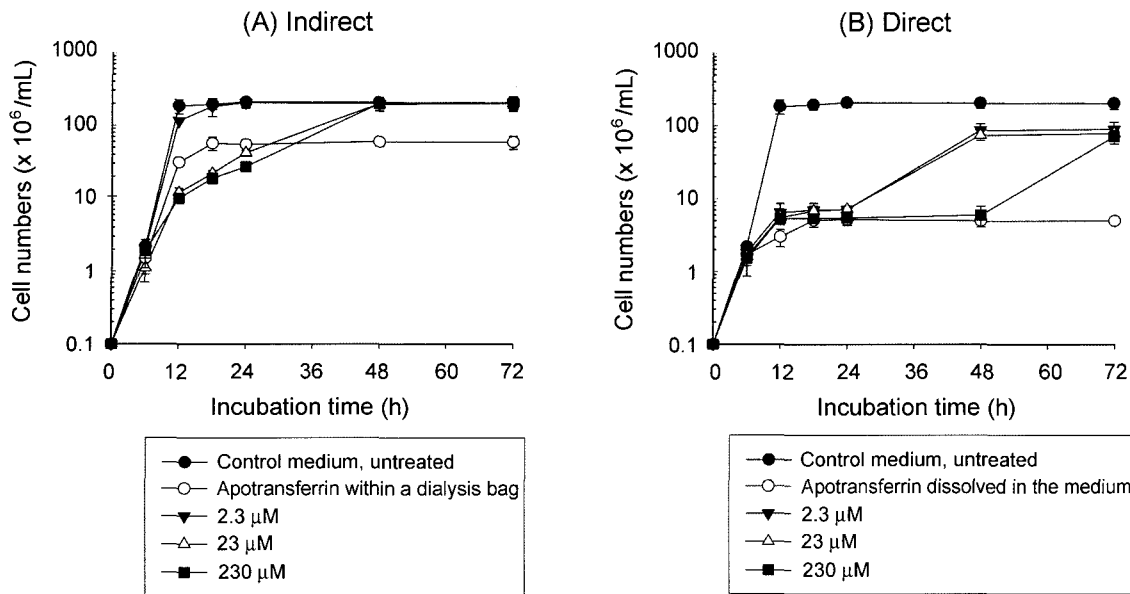 (A) Indirect
1000
100
10
1
0.1
Cell numbers (x 10⁶/mL)
0 12 24 36 48 60 72
Incubation time (h)
Control medium, untreated
Apotransferrin within a dialysis bag
2.3 μM
23 μM
230 μM
(B) Direct
1000
100
10
1
0.1
Cell numbers (x 10⁶/mL)
0 12 24 36 48 60 72
Incubation time (h)
Control medium, untreated
Apotransferrin dissolved in the medium
2.3 μM
23 μM
230 μM